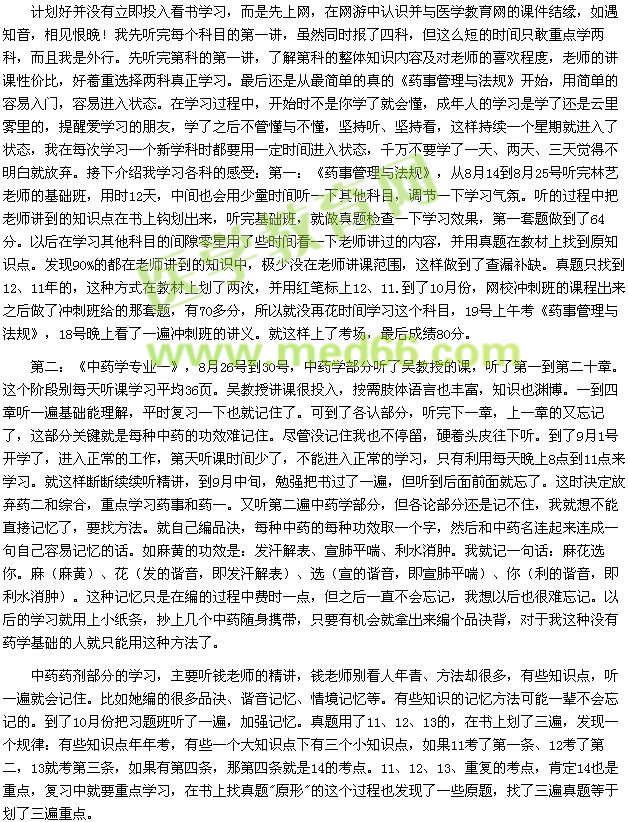 计划好并没有立即投入看书学习，而是先上网，在网游中认识并与医学教育网的课件结缘，如遇
知音，相见恨晚！我先听完每个科目的第一讲，虽然同时报了四科，但这么短的时间只敢重点学两
科，而且我是外行。先听完第科的第一讲，了解第科的整体知识内容及对老师的喜欢程度，老师的讲
课性价比，好着重选择两科真正学习。最后还是从最简单的真的《药事管理与法规》开始，用简单的
容易入门，容易进入状态。在学习过程中，开始时不是你学了就会懂，成年人的学习是学了还是云里
雾里的，提醒爱学习的朋友，学了之后不管懂与不懂，坚持听、坚持看，这样持续一个星期就进入了
状态，我在每次学习一个新学科时都要用一定时间进入状态，千万不要学了一天、两天、三天觉得不
明白就放弃。接下介绍我学习各科的感受：第一：《药事管理与法规》，从8月14到8月25号听完林艺
老师的基础班，用时12天，中间也会用少量时间听一下其他科目，调节一下学习气氛。听的过程中把
老师讲到的知识点在书上钩划出来，听完基础班，就做真题检查一下学习效果，第一套题做到了64
分。以后在学习其他科目的间隙零星用了些时间看一下老师讲过的内容，并用真题在教材上找到原知
识点。发现90%的都在老师讲到的知识中，极少没在老师讲课范围，这样做到了查漏补缺。真题只找到
12、11年的，这种方式在教材上划了两次，并用红笔标上12、11.到了10月份，网校冲刺班的课程出来
之后做了冲刺班给的那套题，有70多分，所以就没再花时间学习这个科目，19号上午考《药事管理与
法规》，18号晚上看了一遍冲刺班的讲义。就这样上了考场，最后成绩80分。
第二：《中药学专业一》，8月26号到30号，中药学部分听了吴教授的课，听了第一到第二十章。
这个阶段别每天听课学习平均36页。吴教授讲课很投入，按需肢体语言也丰富，知识也渊博。一到四
章听一遍基础能理解，平时复习一下也就记住了。可到了各认部分，听完下一章，上一章的又忘记
了，这部分关键就是每种中药的功效难记住。尽管没记住我也不停留，硬着头皮往下听。到了9月1号
开学了，进入正常的工作，第天听课时间少了，不能进入正常的学习，只有利用每天晚上8点到11点来
学习。就这样断断续续听精讲，到9月中旬，勉强把书过了一遍，但听到后面前面就忘了。这时决定放
弃药二和综合，重点学习药事和药一。又听第二遍中药学部分，但各论部分还是记不住，我就想不能
直接记忆了，要找方法。就自己编品决，每种中药的每种功效取一个字，然后和中药名连起来连成一
句自己容易记忆的话。如麻黄的功效是：发汗解表、宣肺平喘、利水消肿。我就记一句话：麻花选
你。麻（麻黄）、花（发的谐音，即发汗解表）、选（宣的谐音，即宣肺平喘）、你（利的谐音，即
利水消肿）。这种记忆只是在编的过程中费时一点，但之后一直不会忘记，我想以后也很难忘记。以
后的学习就用上小纸条，抄上几个中药随身携带，只要有机会就拿出来编个品决背，对于我这种没有
药学基础的人就只能用这种方法了。
中药药剂部分的学习，主要听钱老师的精讲，钱老师别看人年青、方法却很多，有些知识点，听
一遍就会记住。比如她编的很多品决、谐音记忆、情境记忆等。有些知识的记忆方法可能一辈不会忘
记的。到了10月份把习题班听了一遍，加强记忆。真题用了11、12、13的，在书上划了三遍，发现一
个规律：有些知识点年年考，有些一个大知识点下有三个小知识点，如果11考了第一条、12考了第
二，13就考第三条，如果有第四条，那第四条就是14的考点。11、12、13、重复的考点，肯定14也是
重点，复习中就要重点学习，在书上找真题"原形"的这个过程也发现了一些原题，找了三遍真题等于
划了三遍重点。
医学教育网
www.med66.com